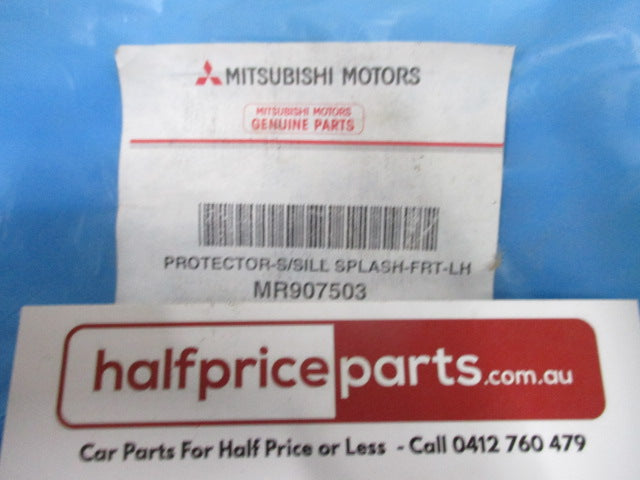 MITSUBISHI MOTORS
MITSUBISHI MOTORS
GENUINE PARTS
PROTECTOR-S/SILL SPLASH-FRT-LH
MR907503
halfpriceparts.com.au
Car Parts For Half Price or Less - Call 0412 760 479